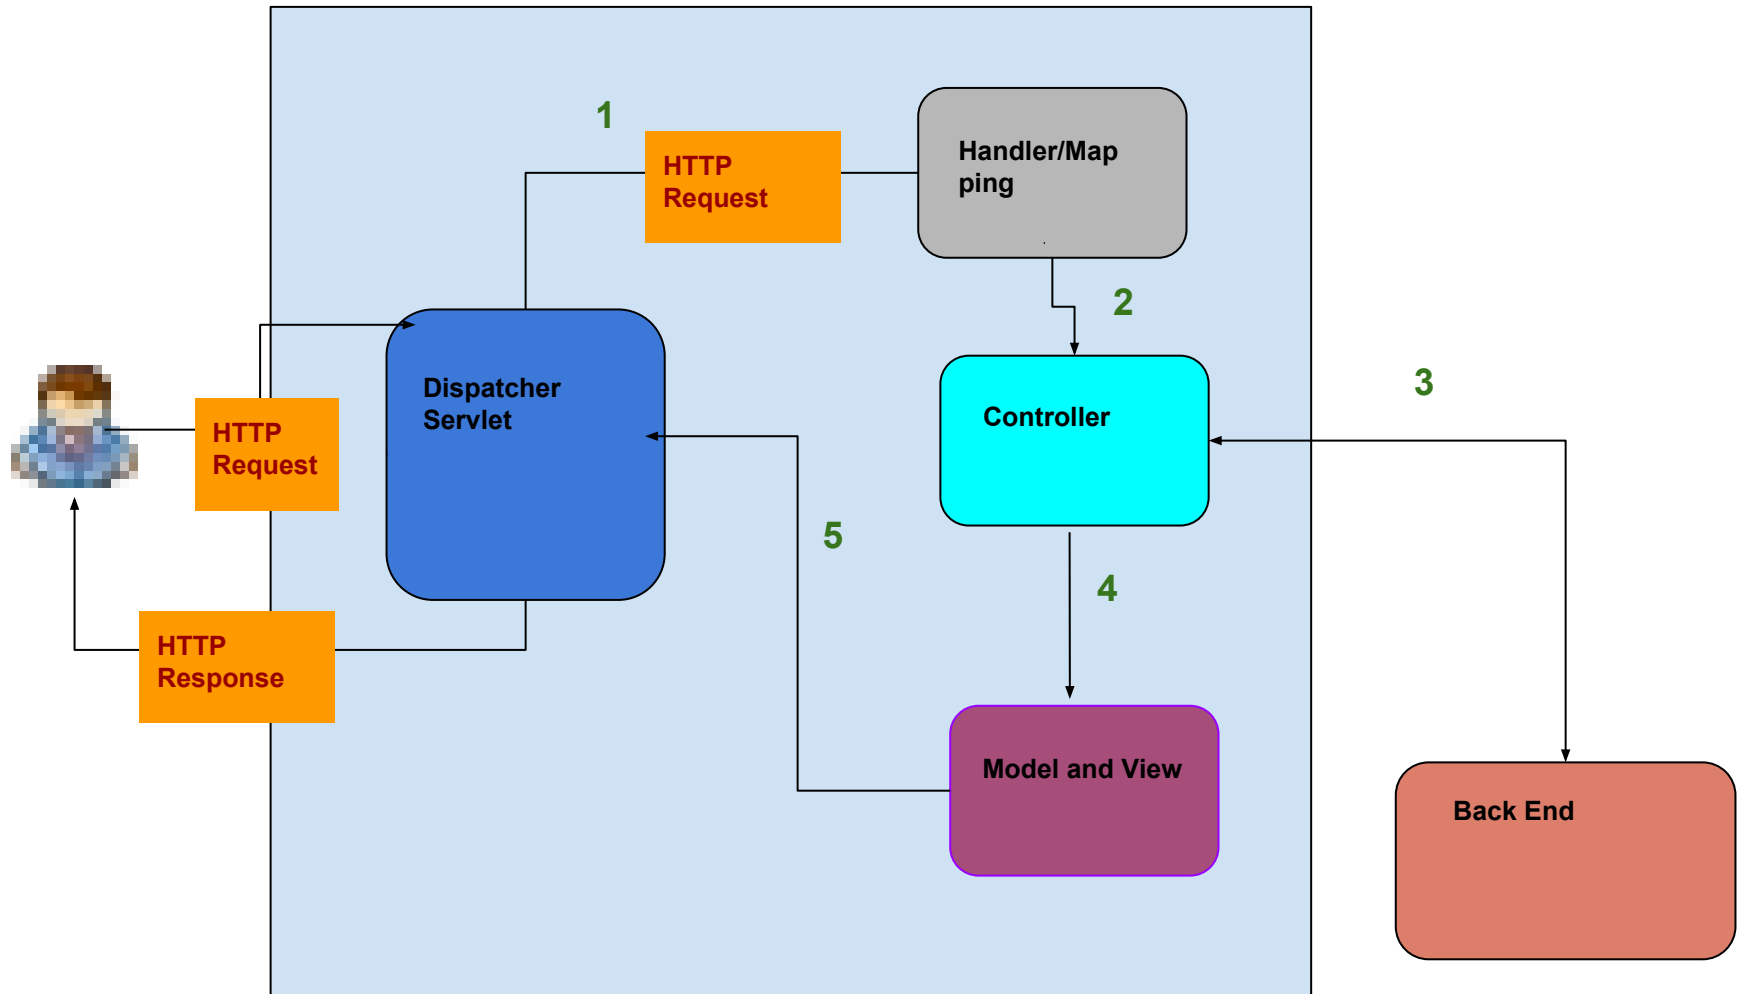 1
HTTP
Request
Handler/Map
ping
.
2
Dispatcher
Servlet
Controller
3
HTTP
Request
5
4
HTTP
Response
Model and View
Back End